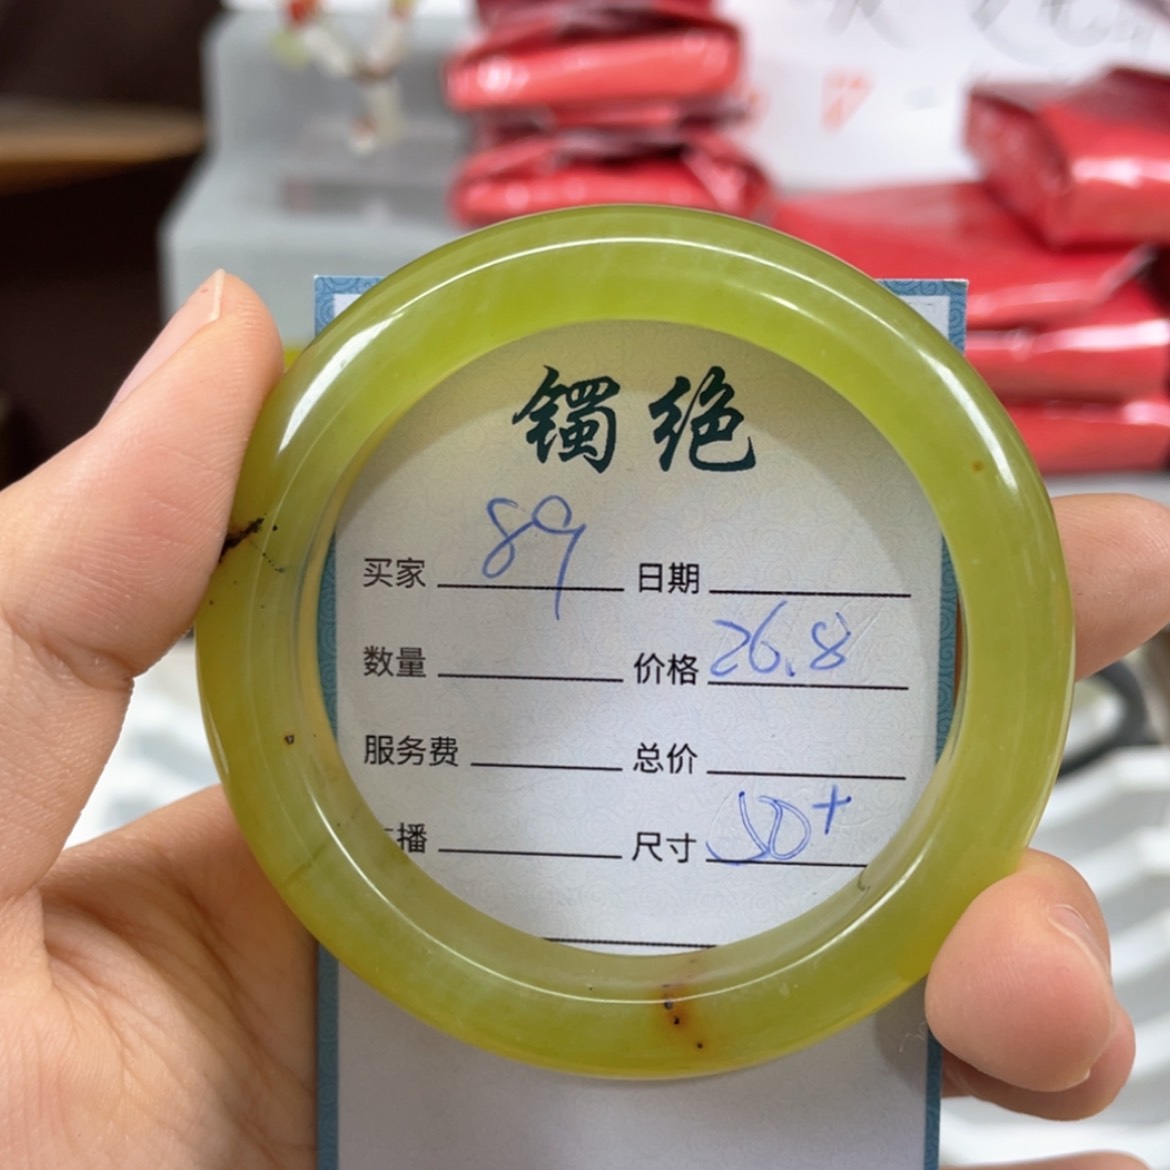 镯绝
买家 89 日期
数量 价格 26.8
服务费 总价
播 尺寸 50+